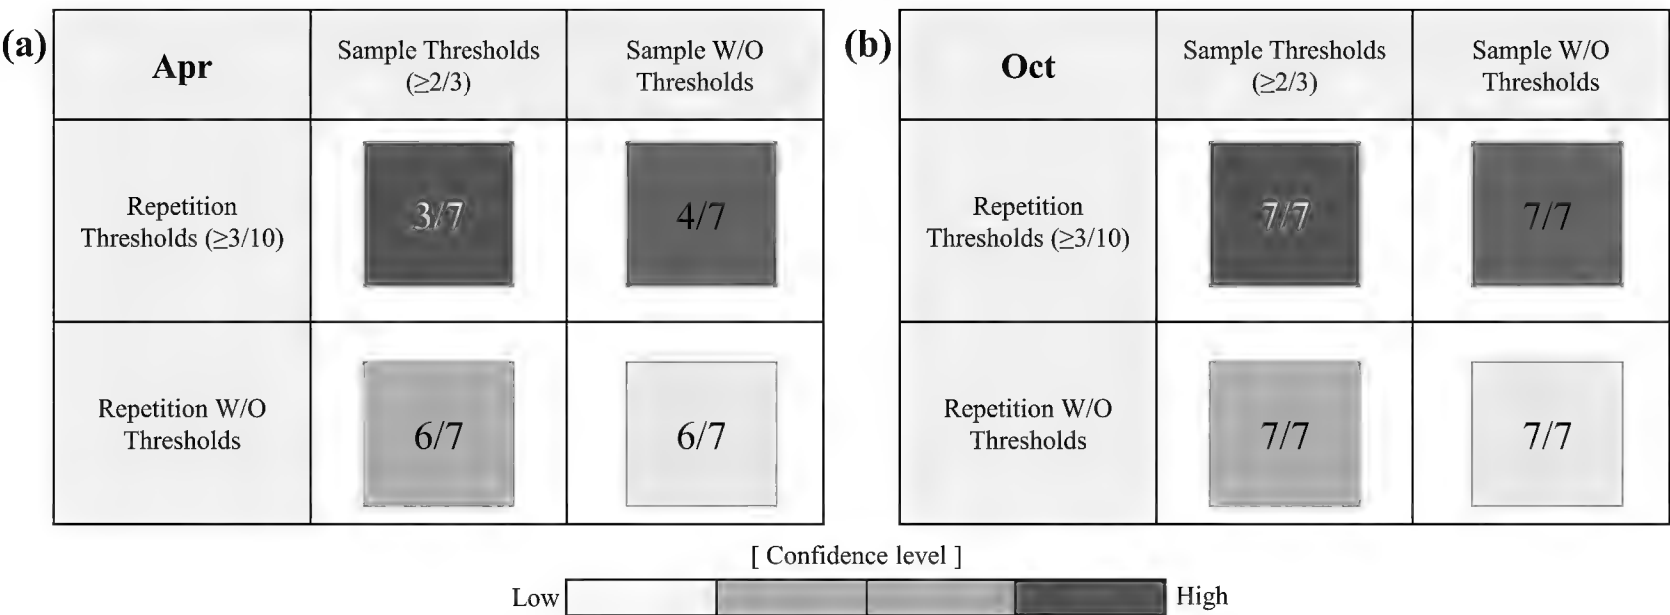 (a)
Apr
Sample Thresholds
(≥2/3)
Sample W/O
Thresholds
Repetition
Thresholds (≥3/10)
3/7
4/7
Repetition W/O
Thresholds
6/7
6/7
(b)
Oct
Sample Thresholds
(≥2/3)
Sample W/O
Thresholds
Repetition
Thresholds (≥3/10)
7/7
7/7
Repetition W/O
Thresholds
7/7
7/7
[ Confidence level ]
Low
High